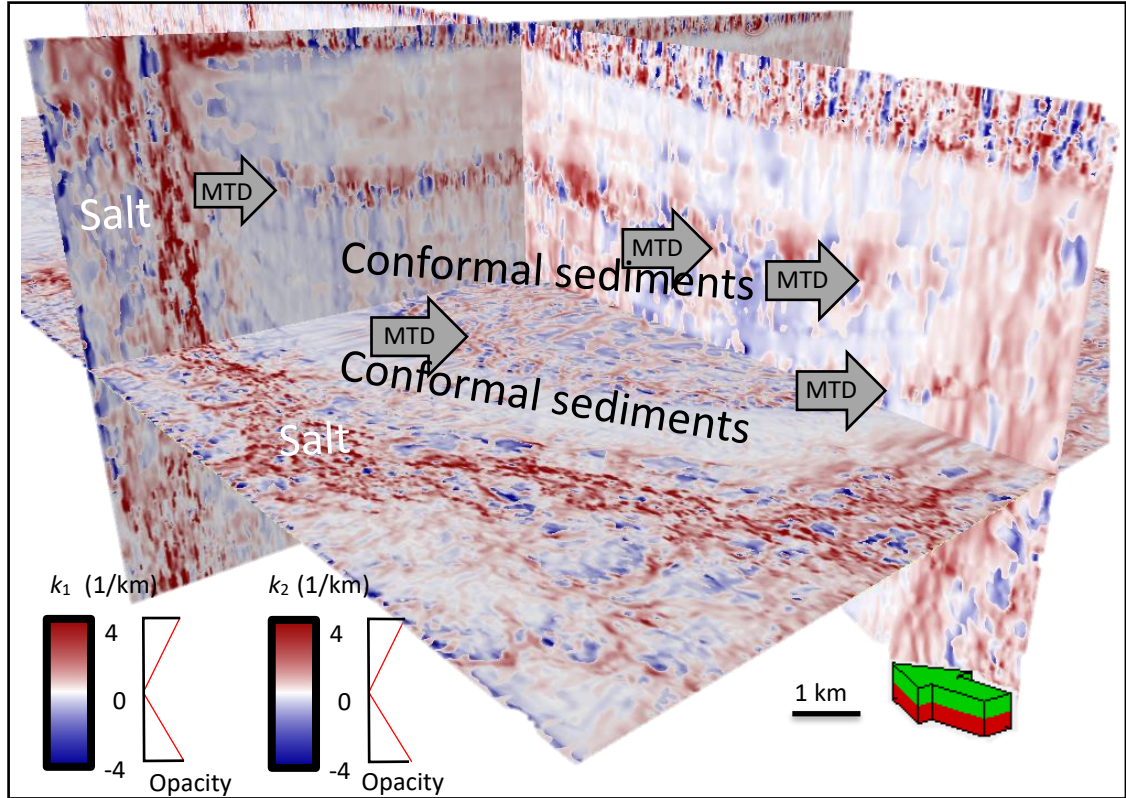 MTD
Salt
MTD
Conformal sediments
MTD
MTD
Conformal sediments
MTD
Salt
k1 (1/km)
k2 (1/km)
4
4
0
0
-4
-4
Opacity
Opacity
1 km